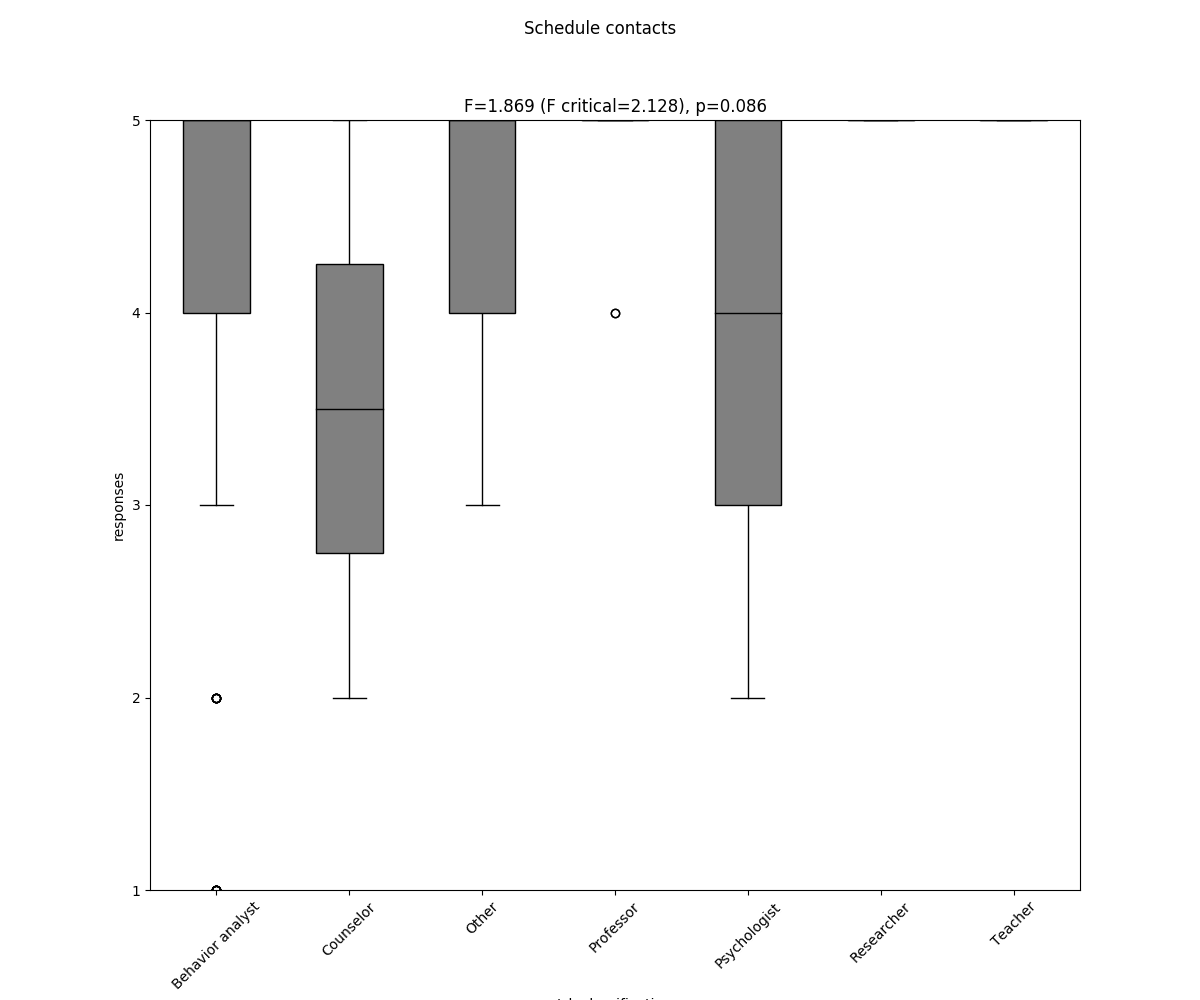 Schedule contacts
F=1.869 (F critical=2.128), p=0.086
5
4
3
2
1
responses
Behavior analyst
Counselor
Other
Professor
Psychologist
Researcher
Teacher